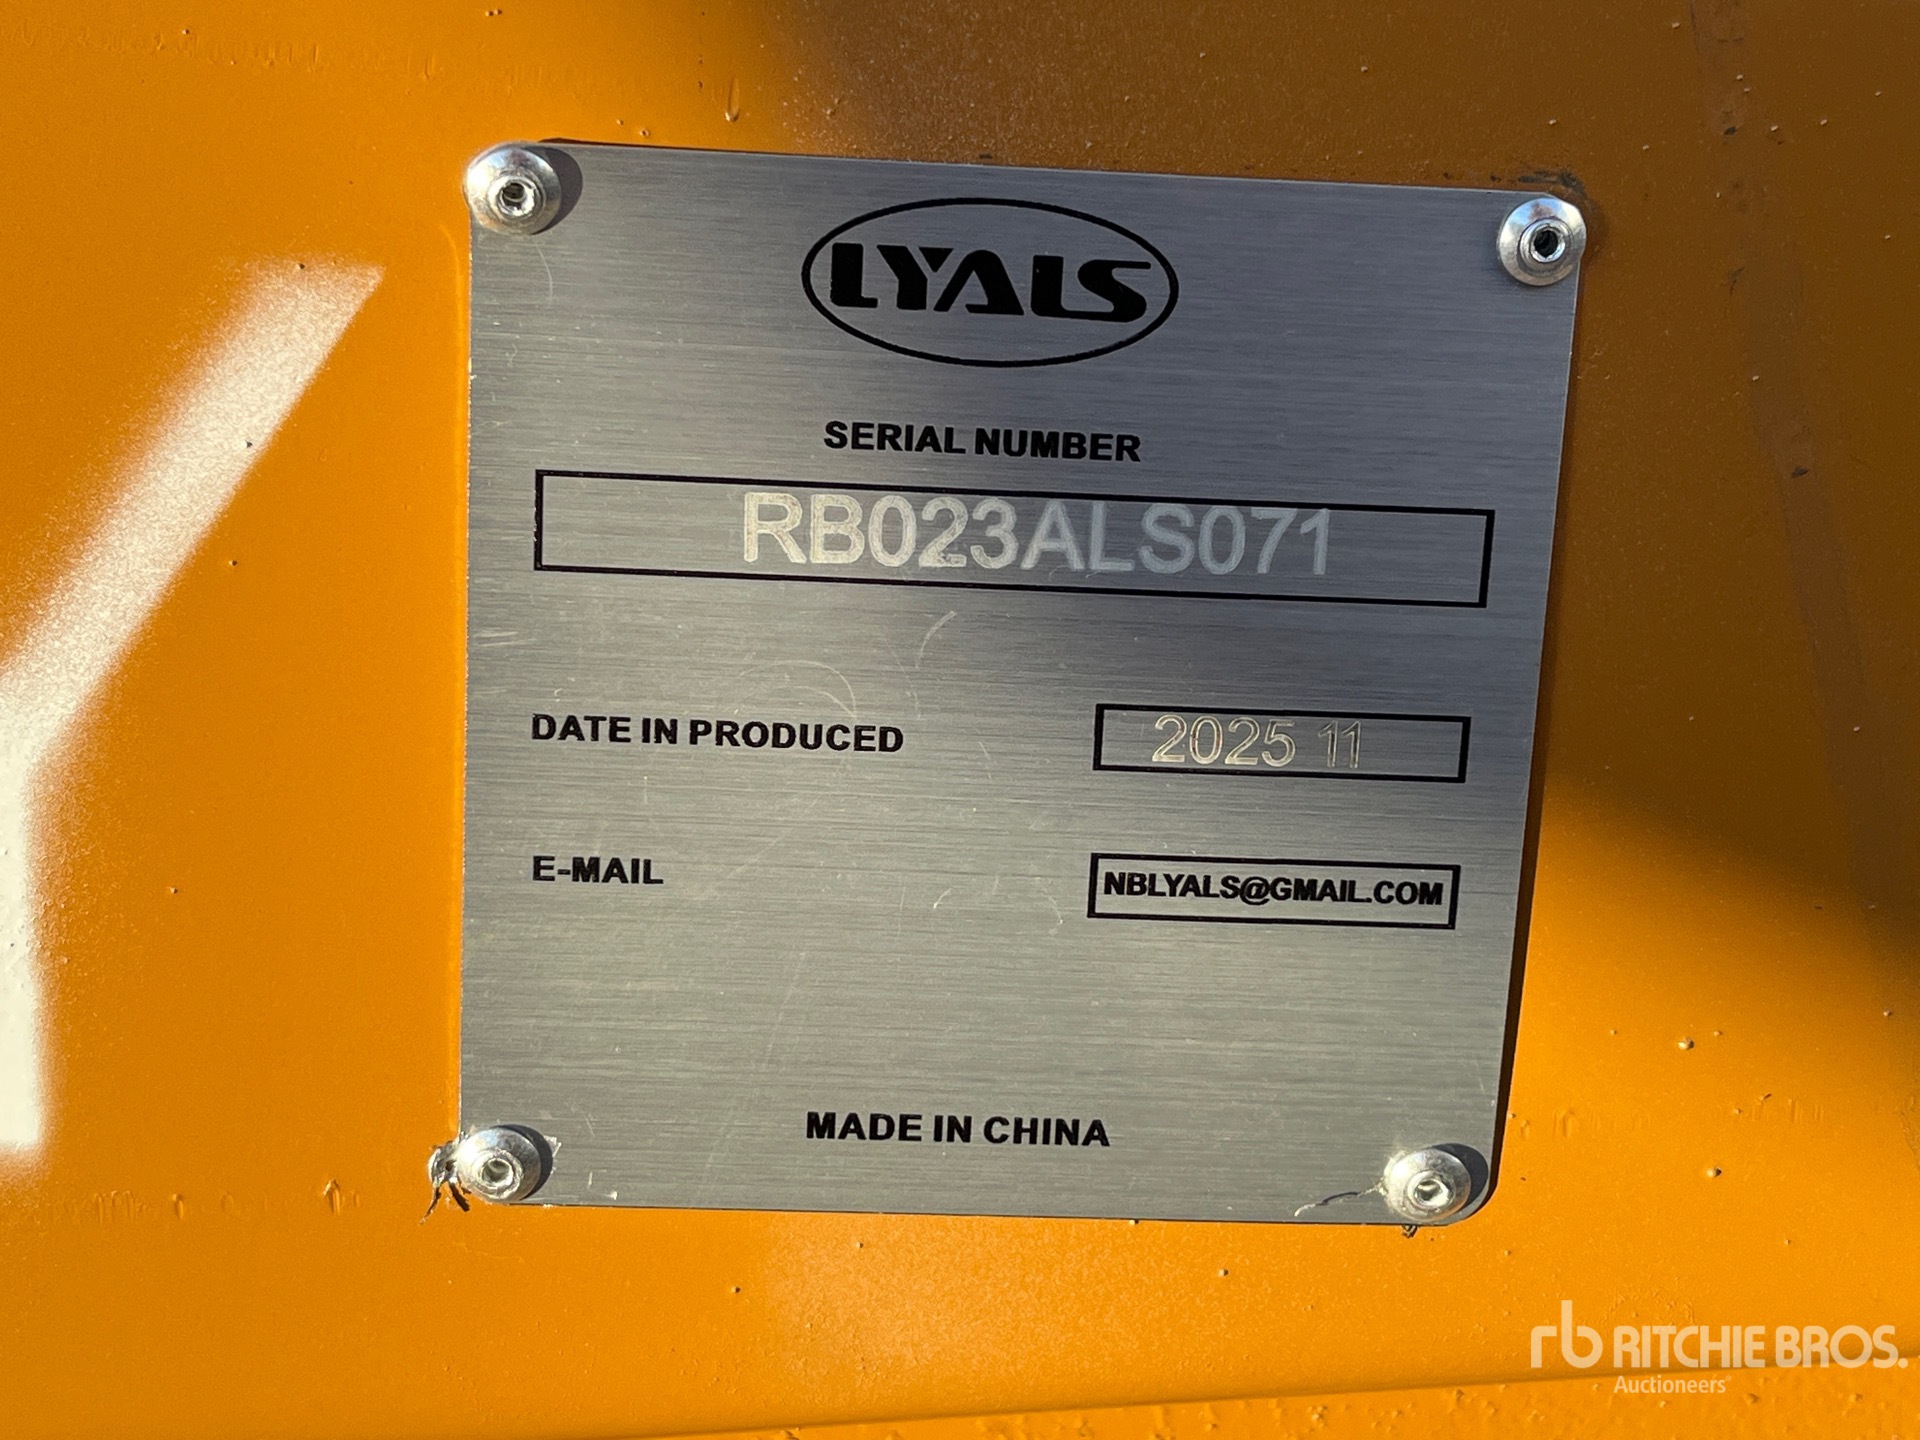 LYALS
SERIAL NUMBER
RB023ALS071
DATE IN PRODUCED 2025 11
E-MAIL NBLYALS@GMAIL.COM
MADE IN CHINA
rb RITCHIE BROS.
Auctioneers